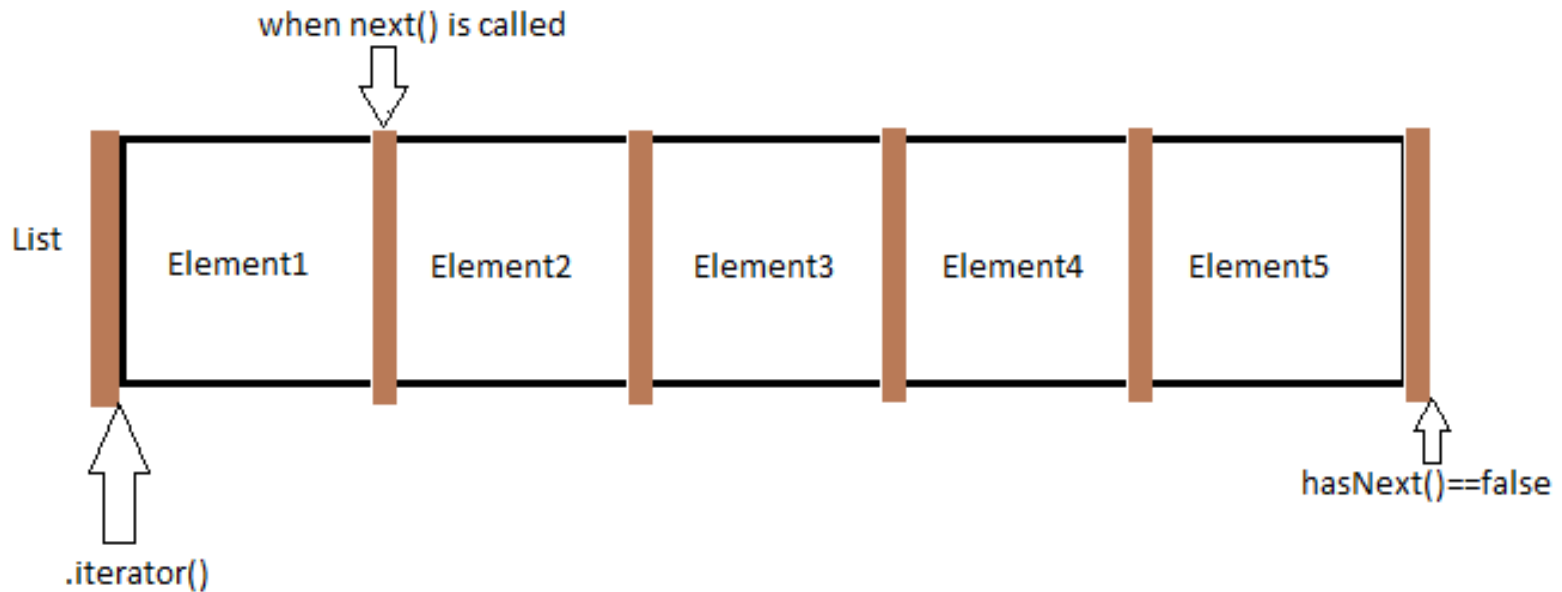 when next() is called
List
Element1
Element2
Element3
Element4
Element5
hasNext()==false
.iterator()